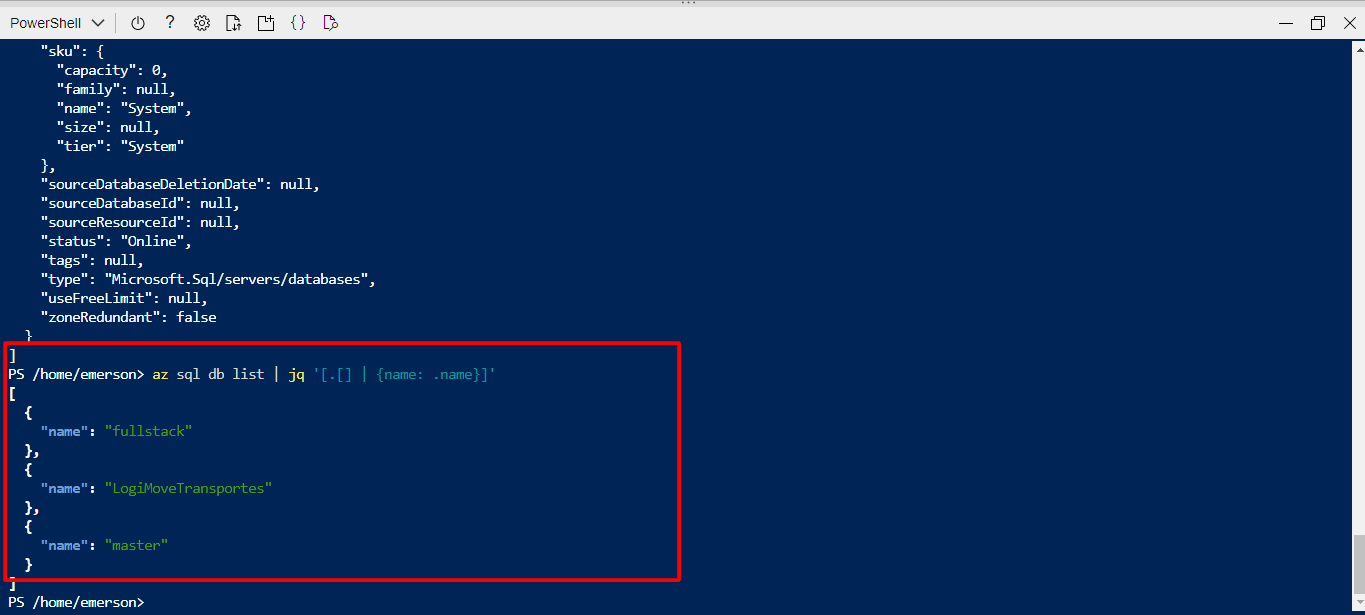 PowerShell
"sku": {
"capacity": 0,
"family": null,
"name": "System",
"size": null,
"tier": "System"
},
"sourceDatabaseDeletionDate": null,
"sourceDatabaseId": null,
"sourceResourceId": null,
"status": "Online",
"tags": null,
"type": "Microsoft.Sql/servers/databases",
"useFreeLimit": null,
"zoneRedundant": false
}
]
PS /home/emerson> az sql db list | jq '[.[] | {name: .name}]'
[
{
"name": "fullstack"
},
{
"name": "LogiMoveTransportes"
},
{
"name": "master"
}
]
PS /home/emerson>